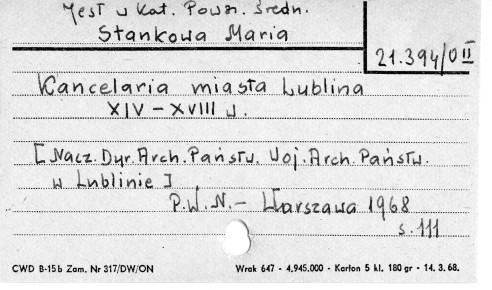 Jest w kat. Powsz. Średn.
Stankowa Maria
21.394/O II
Kancelaria miasta Lublina
XIV - XVIII w.
[Nacz. Dyr. Arch. Państw. Woj. Arch. Państw.
w Lublinie]
P.W.N. - Warszawa 1968
s. 111
CWD B-15b Zam. Nr 317/DW/ON
Wrak 647 - 4.945.000 - Karton 5 kl. 180 gr - 14. 3. 68.